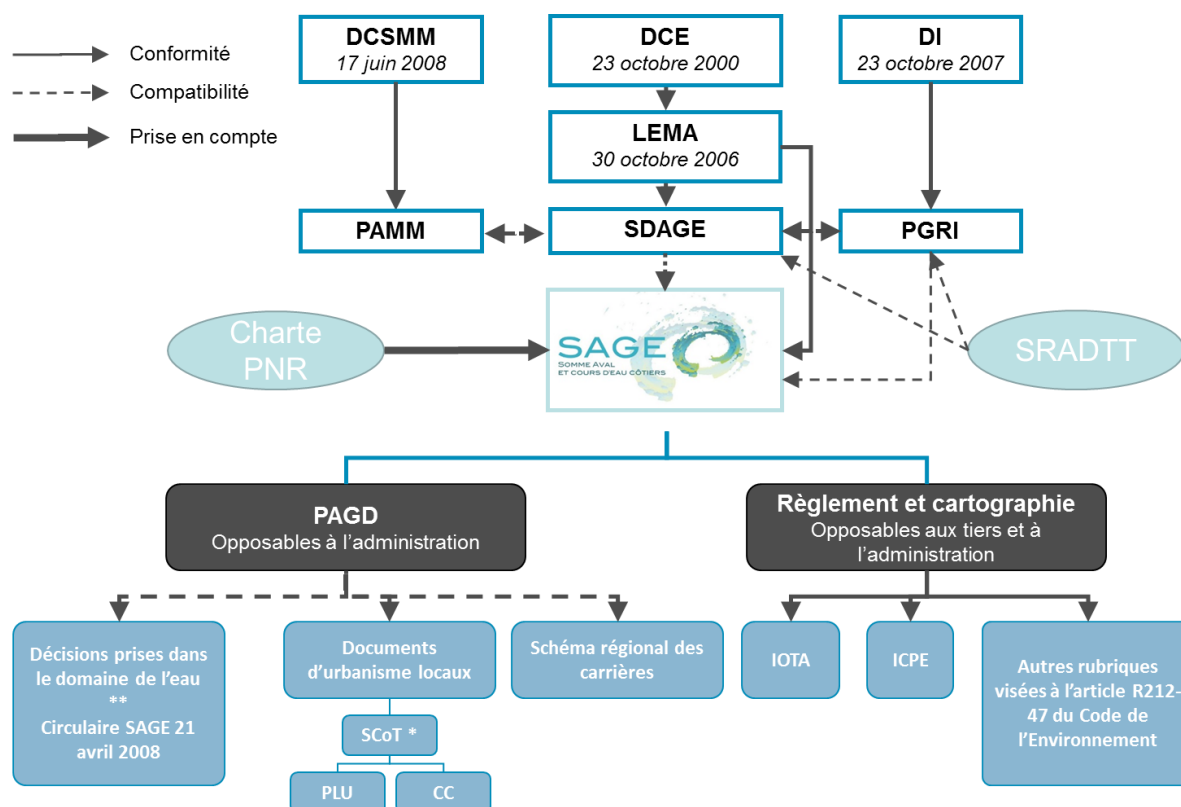 Conformité
Compatibilité
Prise en compte
DCSMM
17 juin 2008
DCE
23 octobre 2000
DI
23 octobre 2007
LEMA
30 octobre 2006
PAMM
SDAGE
PGRI
Charte
PNR
SAGE
SOMME AVAL
ET COURS D'EAU CÔTIERS
SRADTT
PAGD
Opposables à l'administration
Règlement et cartographie
Opposables aux tiers et à
l'administration
Décisions prises dans
le domaine de l'eau
**
Circulaire SAGE 21
avril 2008
Documents
d'urbanisme locaux
SCoT *
PLU
CC
Schéma régional des
carrières
IOTA
ICPE
Autres rubriques
visées à l'article R212-
47 du Code de
l'Environnement